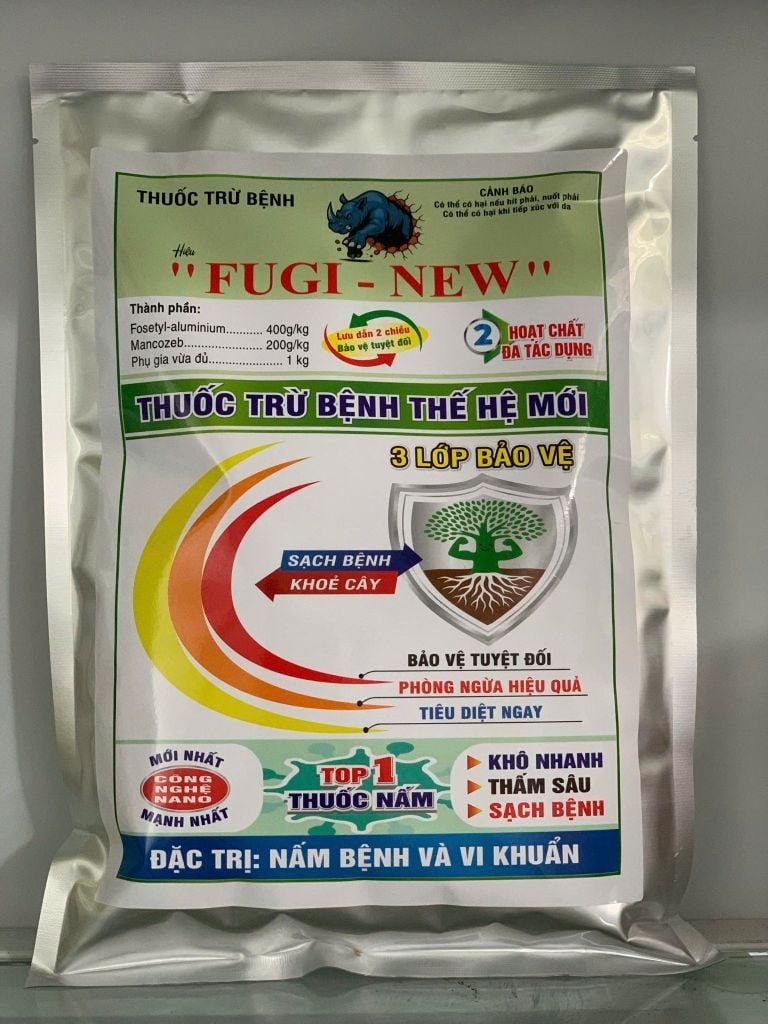 THUỐC TRỪ BỆNH
CẢNH BÁO
Có thể có hại nếu hít phải, nuốt phải
Có thể có hại khi tiếp xúc với da
Hiệu
"FUGI - NEW"
Thành phần:
Fosetyl-aluminium........... 400g/kg
Mancozeb....................... 200g/kg
Phụ gia vừa đủ..................... 1 kg
Lưu dẫn 2 chiều
Bảo vệ tuyệt đối
2 HOẠT CHẤT
ĐA TÁC DỤNG
THUỐC TRỪ BỆNH THẾ HỆ MỚI
3 LỚP BẢO VỆ
SẠCH BỆNH
KHOẺ CÂY
BẢO VỆ TUYỆT ĐỐI
PHÒNG NGỪA HIỆU QUẢ
TIÊU DIỆT NGAY
MỚI NHẤT
CÔNG
NGHỆ
NANO
MẠNH NHẤT
TOP 1
THUỐC NẤM
KHÔ NHANH
THẤM SÂU
SẠCH BỆNH
ĐẶC TRỊ: NẤM BỆNH VÀ VI KHUẨN